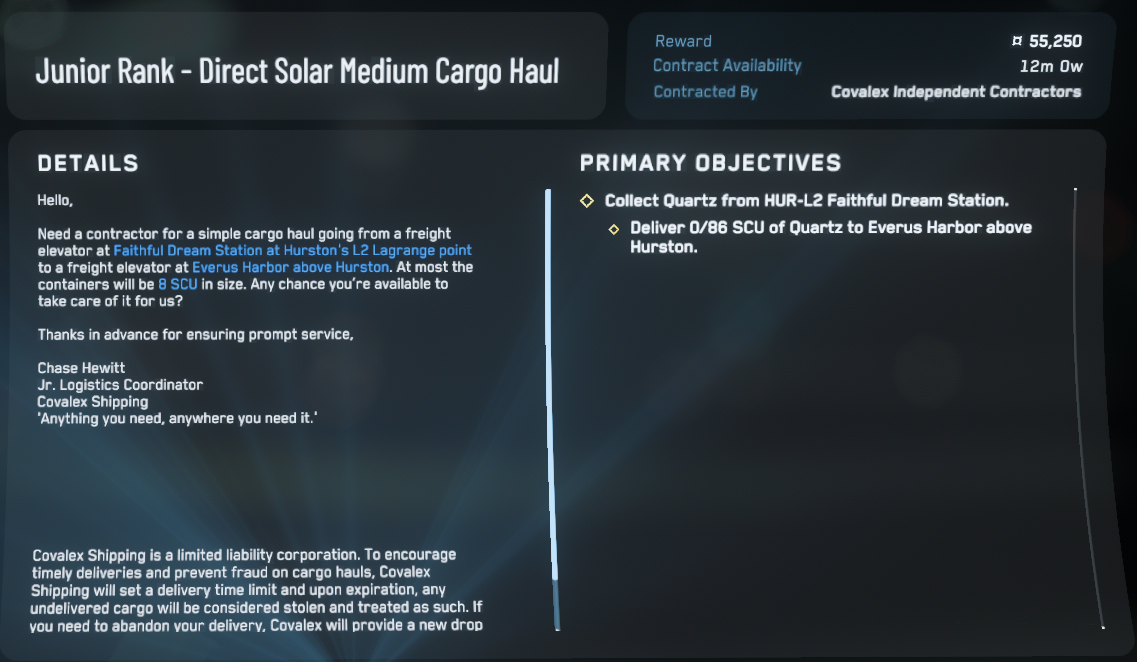 Junior Rank - Direct Solar Medium Cargo Haul
Reward ¤ 55,250
Contract Availability 12m 0w
Contracted By Covalex Independent Contractors
DETAILS
Hello,
Need a contractor for a simple cargo haul going from a freight
elevator at Faithful Dream Station at Hurston's L2 Lagrange point
to a freight elevator at Everus Harbor above Hurston. At most the
containers will be 8 SCU in size. Any chance you're available to
take care of it for us?
Thanks in advance for ensuring prompt service,
Chase Hewitt
Jr. Logistics Coordinator
Covalex Shipping
'Anything you need, anywhere you need it.'
Covalex Shipping is a limited liability corporation. To encourage
timely deliveries and prevent fraud on cargo hauls, Covalex
Shipping will set a delivery time limit and upon expiration, any
undelivered cargo will be considered stolen and treated as such. If
you need to abandon your delivery, Covalex will provide a new drop
PRIMARY OBJECTIVES
Collect Quartz from HUR-L2 Faithful Dream Station.
Deliver 0/86 SCU of Quartz to Everus Harbor above
Hurston.